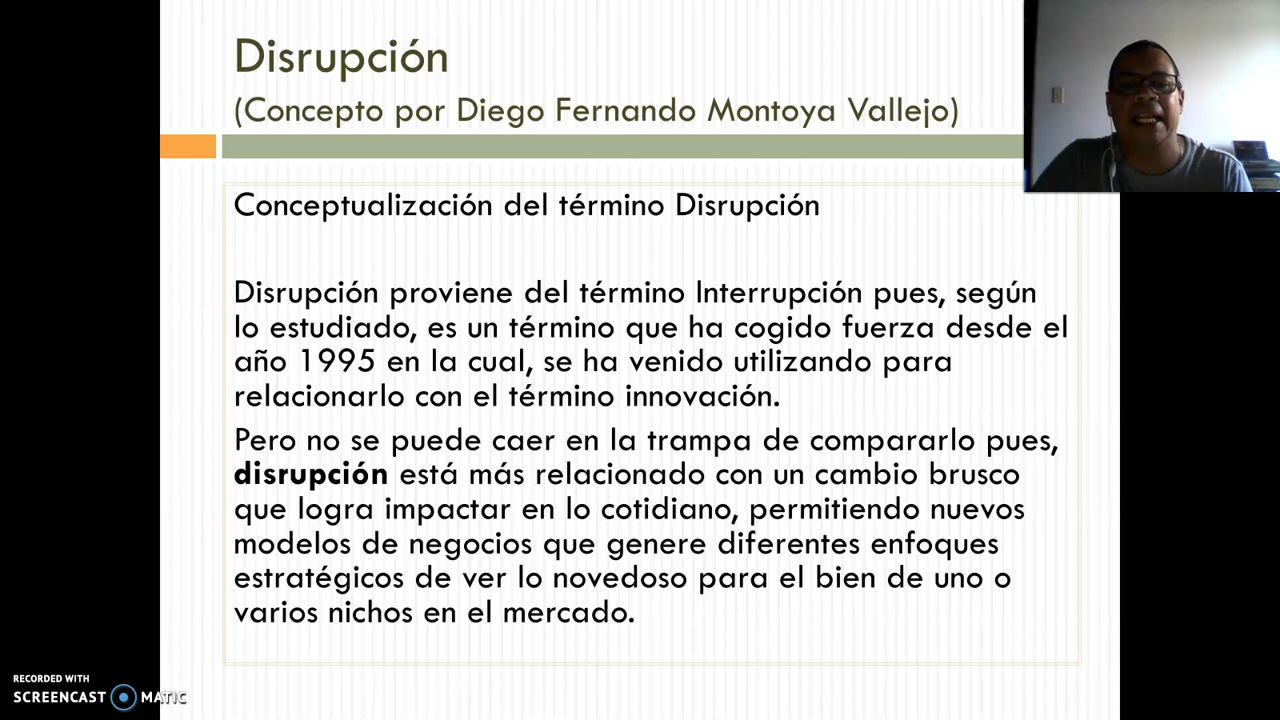 Disrupción
(Concepto por Diego Fernando Montoya Vallejo)
Conceptualización del término Disrupción
Disrupción proviene del término Interrupción pues, según
lo estudiado, es un término que ha cogido fuerza desde el
año 1995 en la cual, se ha venido utilizando para
relacionarlo con el término innovación.
Pero no se puede caer en la trampa de compararlo pues,
disrupción está más relacionado con un cambio brusco
que logra impactar en lo cotidiano, permitiendo nuevos
modelos de negocios que genere diferentes enfoques
estratégicos de ver lo novedoso para el bien de uno o
varios nichos en el mercado.
RECORDED WITH
SCREENCAST MATIC